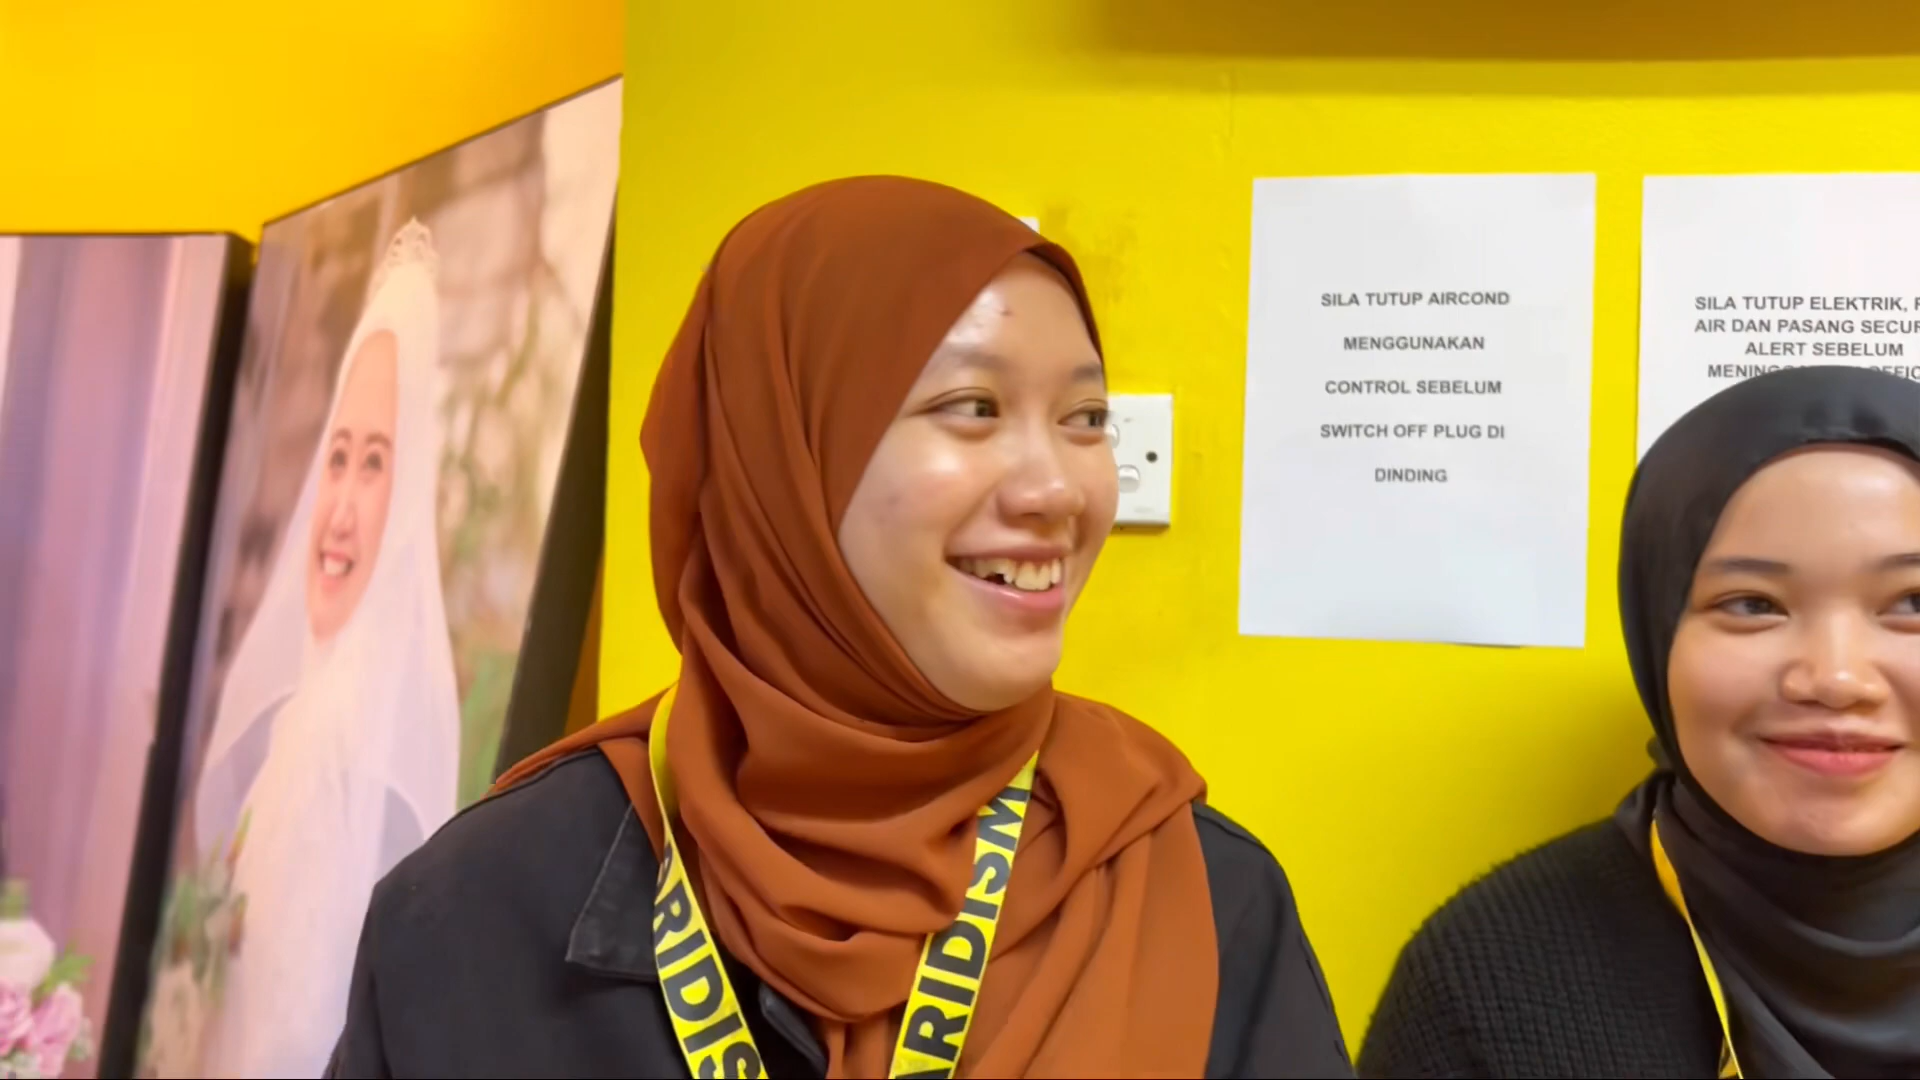 SILA TUTUP AIRCOND
MENGGUNAKAN
CONTROL SEBELUM
SWITCH OFF PLUG DI
DINDING
SILA TUTUP ELEKTRIK,
AIR DAN PASANG
ALERT SEBELUM
ARIDISM